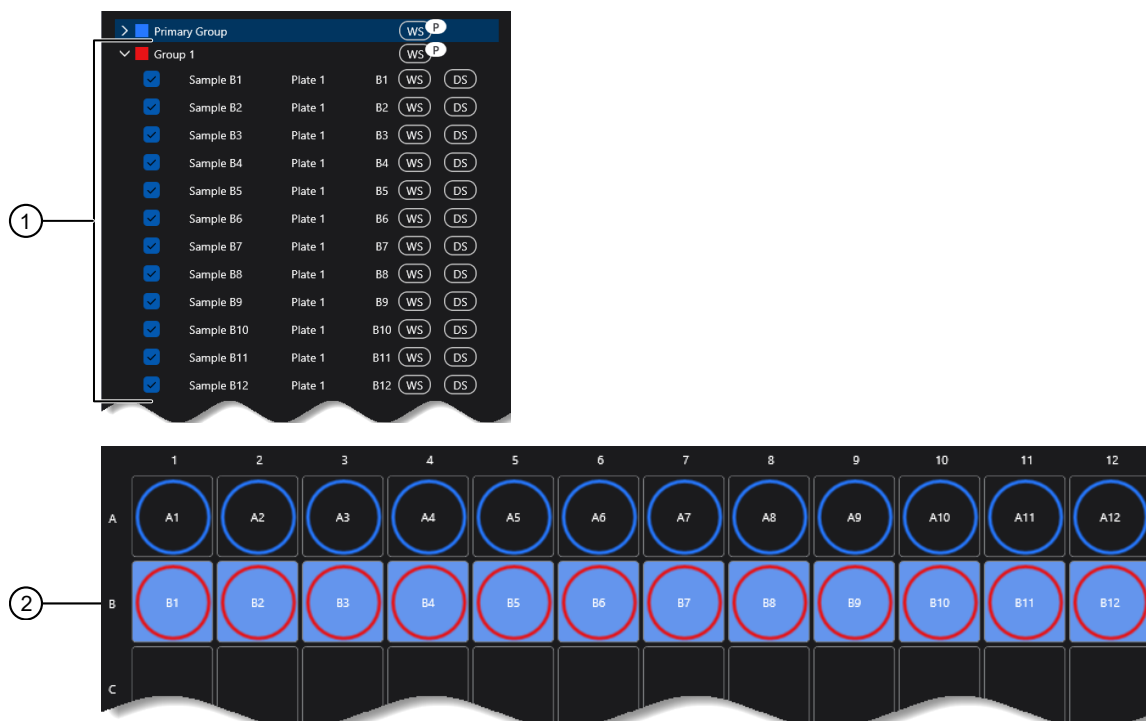 Primary Group WS P
Group 1 WS P
Sample B1 Plate 1 B1 WS DS
Sample B2 Plate 1 B2 WS DS
Sample B3 Plate 1 B3 WS DS
Sample B4 Plate 1 B4 WS DS
Sample B5 Plate 1 B5 WS DS
1
Sample B6 Plate 1 B6 WS DS
Sample B7 Plate 1 B7 WS DS
Sample B8 Plate 1 B8 WS DS
Sample B9 Plate 1 B9 WS DS
Sample B10 Plate 1 B10 WS DS
Sample B11 Plate 1 B11 WS DS
Sample B12 Plate 1 B12 WS DS
1 2 3 4 5 6 7 8 9 10 11 12
A A1 A2 A3 A4 A5 A6 A7 A8 A9 A10 A11 A12
2 B B1 B2 B3 B4 B5 B6 B7 B8 B9 B10 B11 B12
C